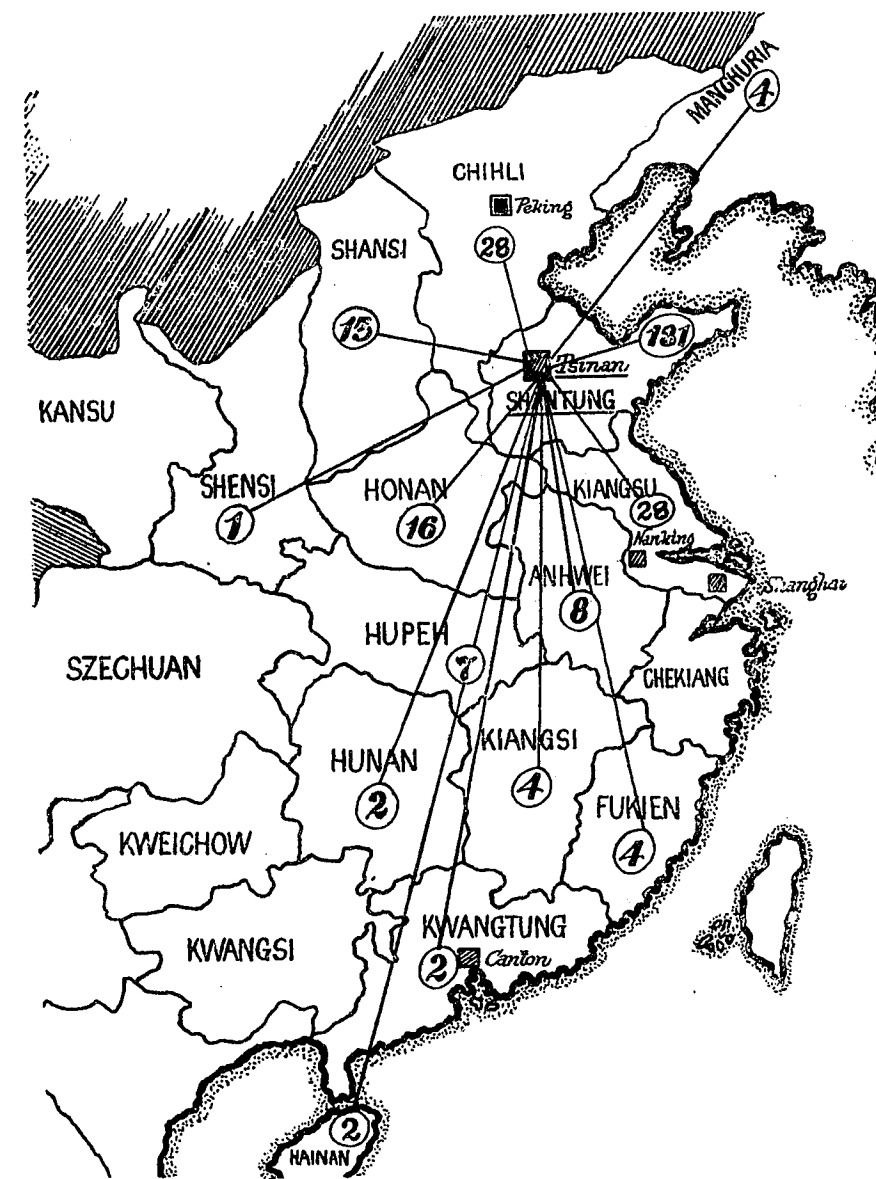 MANCHURIA
4
CHIHLI
Peking
28
SHANSI
15
131
Tsinan
SHANTUNG
KANSU
SHENSI
1
HONAN
16
KIANGSU
28
Nanking
ANHWEI
8
Shanghai
HUPEH
7
SZECHUAN
CHEKIANG
HUNAN
2
KIANGSI
4
FUKIEN
4
KWEICHOW
KWANGSI
KWANGTUNG
2
Canton
2
HAINAN